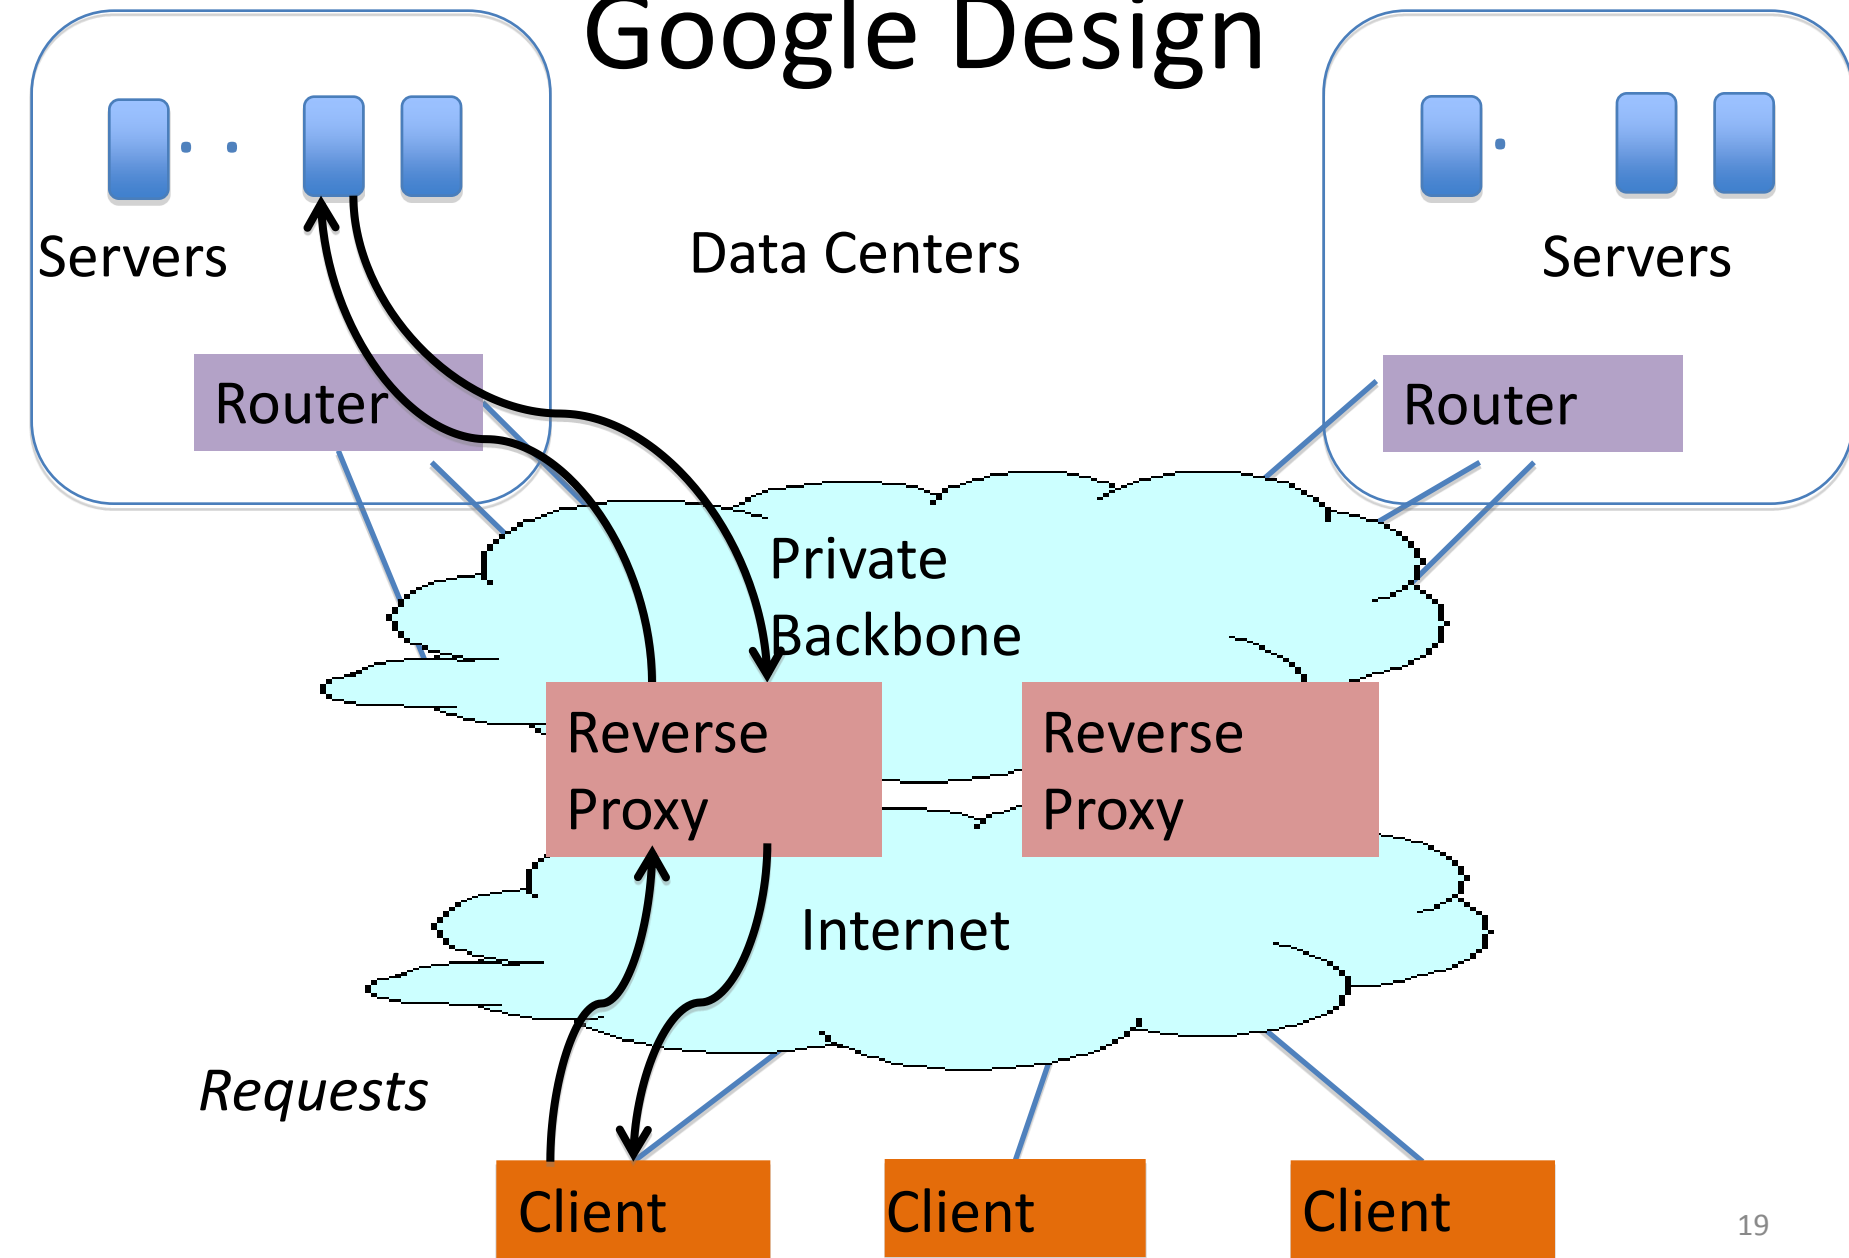 Google Design
Servers
Data Centers
Servers
Router
Router
Private
Backbone
Reverse
Proxy
Reverse
Proxy
Internet
Requests
Client
Client
Client
19